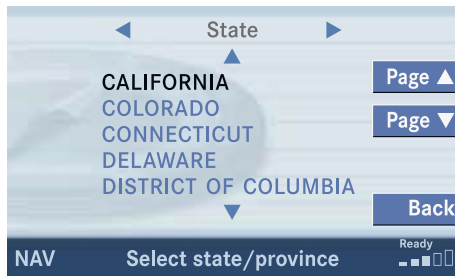 State
CALIFORNIA
COLORADO
CONNECTICUT
DELAWARE
DISTRICT OF COLUMBIA
Page ▲
Page ▼
Back
NAV
Select state/province
Ready